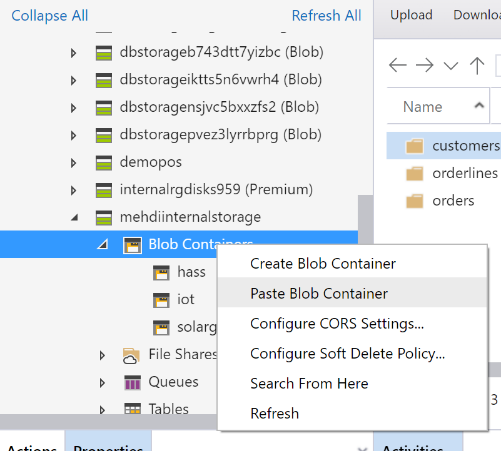 Collapse All
Refresh All
dbstorageb743dtt7yizbc (Blob)
dbstorageiktts5n6vwrh4 (Blob)
dbstoragensjvc5bxxzfs2 (Blob)
dbstoragepvez3lyrrbprg (Blob)
demopos
internalrgdisks959 (Premium)
mehdiinternalstorage
Blob Containers
hass
iot
solarg
File Shares
Queues
Tables
Create Blob Container
Paste Blob Container
Configure CORS Settings...
Configure Soft Delete Policy...
Search From Here
Refresh
Upload
Downloa
Name
customers
orderlines
orders
3
Actions
Properties
Activities